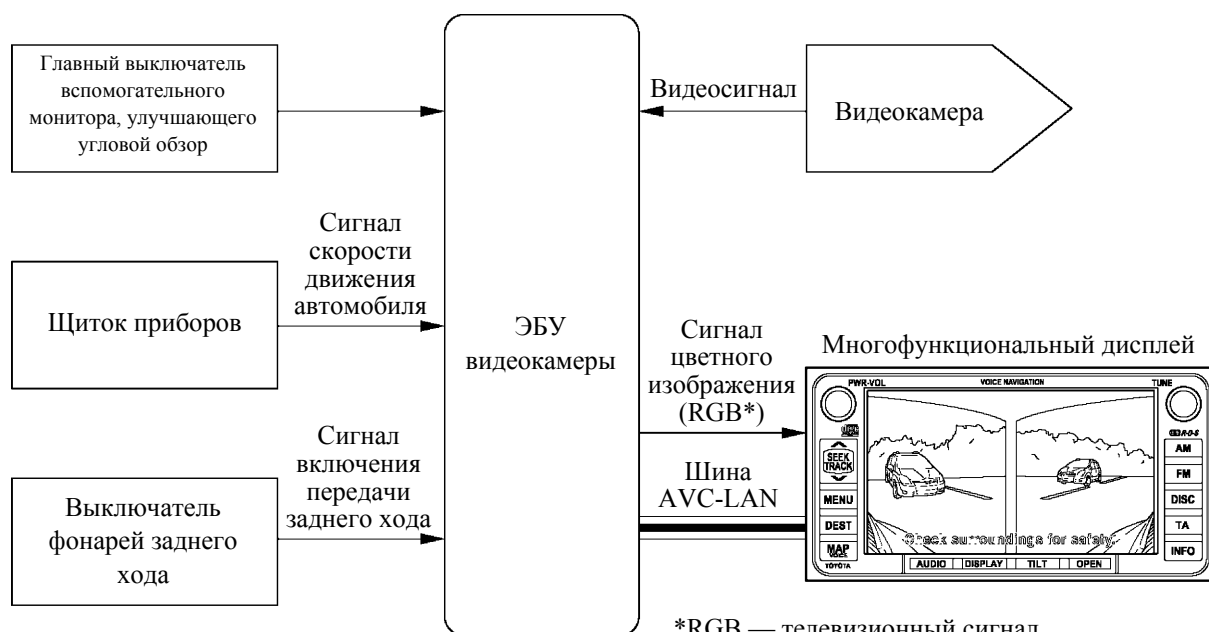 Главный выключатель
вспомогательного
монитора, улучшающего
угловой обзор
Видеосигнал
Видеокамера
Сигнал
скорости
движения
автомобиля
Щиток приборов
ЭБУ
видеокамеры
Сигнал
цветного
изображения
(RGB*)
Многофункциональный дисплей
PWR·VOL
VOICE NAVIGATION
TUNE
R·D·S
SEEK
TRACK
MENU
DEST
MAP
VOICE
TOYOTA
AM
FM
DISC
TA
INFO
Check surroundings for safety.
AUDIO
DISPLAY
TILT
OPEN
Шина
AVC-LAN
Сигнал
включения
передачи
заднего хода
Выключатель
фонарей заднего
хода
*RGB — телевизионный сигнал